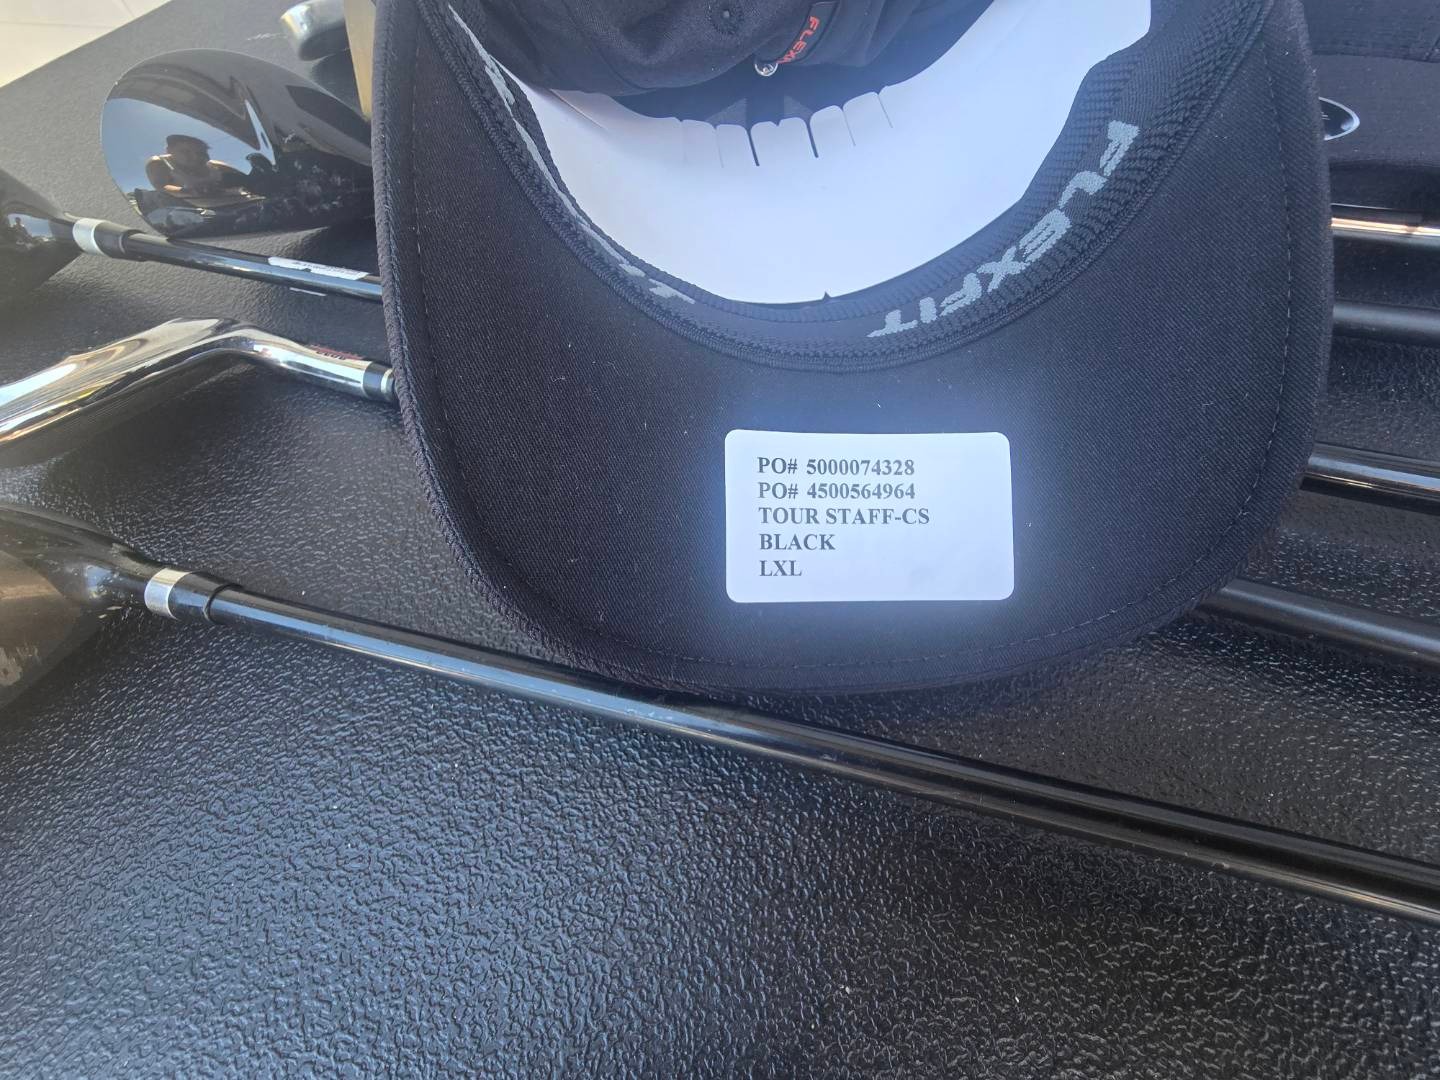 FLEXFIT
PO# 5000074328
PO# 4500564964
TOUR STAFF-CS
BLACK
LXL